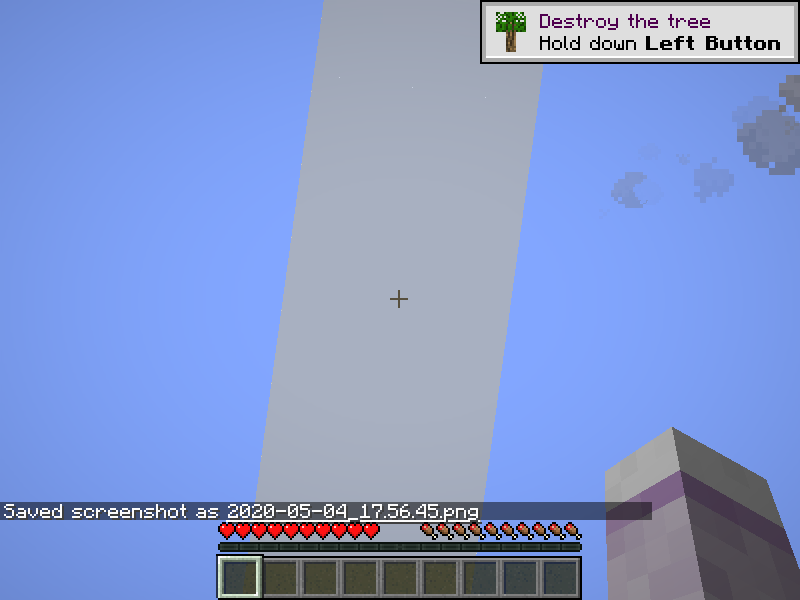 Destroy the tree
Hold down Left Button
Saved screenshot as 2020-05-04_17.56.45.png